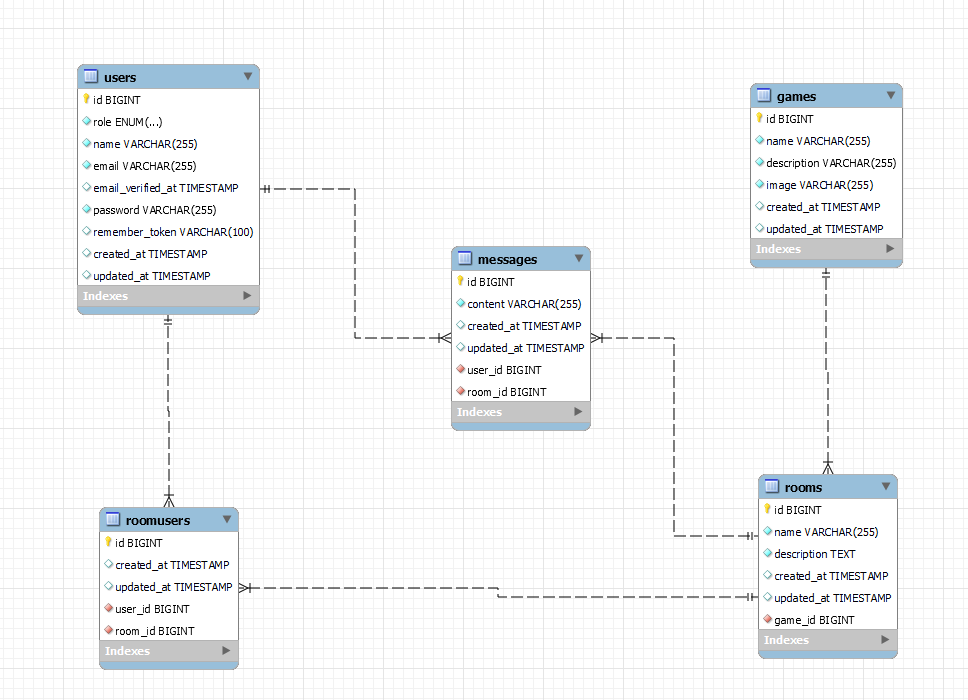 users
id BIGINT
role ENUM(...)
name VARCHAR(255)
email VARCHAR(255)
email_verified_at TIMESTAMP
password VARCHAR(255)
remember_token VARCHAR(100)
created_at TIMESTAMP
updated_at TIMESTAMP
Indexes
games
id BIGINT
name VARCHAR(255)
description VARCHAR(255)
image VARCHAR(255)
created_at TIMESTAMP
updated_at TIMESTAMP
Indexes
messages
id BIGINT
content VARCHAR(255)
created_at TIMESTAMP
updated_at TIMESTAMP
user_id BIGINT
room_id BIGINT
Indexes
roomusers
id BIGINT
created_at TIMESTAMP
updated_at TIMESTAMP
user_id BIGINT
room_id BIGINT
Indexes
rooms
id BIGINT
name VARCHAR(255)
description TEXT
created_at TIMESTAMP
updated_at TIMESTAMP
game_id BIGINT
Indexes